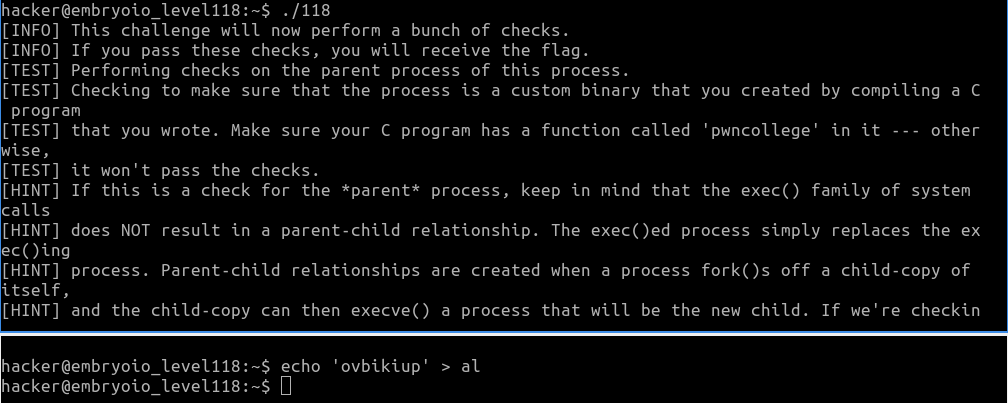 hacker@embryoio_level118:~$ ./118
[INFO] This challenge will now perform a bunch of checks.
[INFO] If you pass these checks, you will receive the flag.
[TEST] Performing checks on the parent process of this process.
[TEST] Checking to make sure that the process is a custom binary that you created by compiling a C
 program
[TEST] that you wrote. Make sure your C program has a function called 'pwncollege' in it --- other
wise,
[TEST] it won't pass the checks.
[HINT] If this is a check for the *parent* process, keep in mind that the exec() family of system
calls
[HINT] does NOT result in a parent-child relationship. The exec()ed process simply replaces the ex
ec()ing
[HINT] process. Parent-child relationships are created when a process fork()s off a child-copy of
itself,
[HINT] and the child-copy can then execve() a process that will be the new child. If we're checkin
hacker@embryoio_level118:~$ echo 'ovbikiup' > al
hacker@embryoio_level118:~$